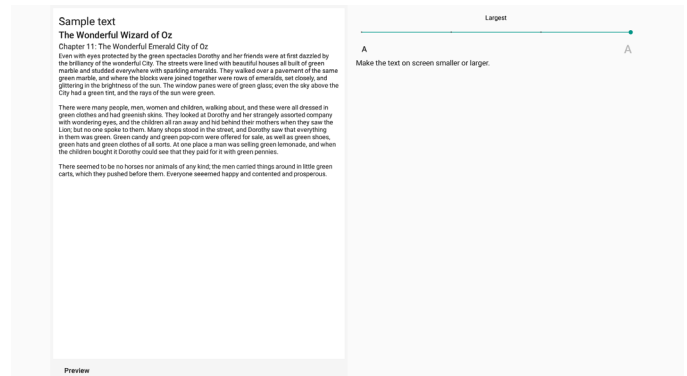 Sample text
The Wonderful Wizard of Oz
Chapter 11: The Wonderful Emerald City of Oz
Even with eyes protected by the green spectacles Dorothy and her friends were at first dazzled by
the brilliancy of the wonderful City. The streets were lined with beautiful houses all built of green
marble and studded everywhere with sparkling emeralds. They walked over a pavement of the same
green marble, and where the blocks were joined together were rows of emeralds, set closely, and
glittering in the brightness of the sun. The window panes were of green glass; even the sky above the
City had a green tint, and the rays of the sun were green.
There were many people, men, women and children, walking about, and these were all dressed in
green clothes and had greenish skins. They looked at Dorothy and her strangely assorted company
with wondering eyes, and the children all ran away and hid behind their mothers when they saw the
Lion; but no one spoke to them. Many shops stood in the street, and Dorothy saw that everything
in them was green. Green candy and green pop-corn were offered for sale, as well as green shoes,
green hats and green clothes of all sorts. At one place a man was selling green lemonade, and when
the children bought it Dorothy could see that they paid for it with green pennies.
There seemed to be no horses nor animals of any kind; the men carried things around in little green
carts, which they pushed before them. Everyone seeemed happy and contented and prosperous.
Preview
Largest
A A
Make the text on screen smaller or larger.